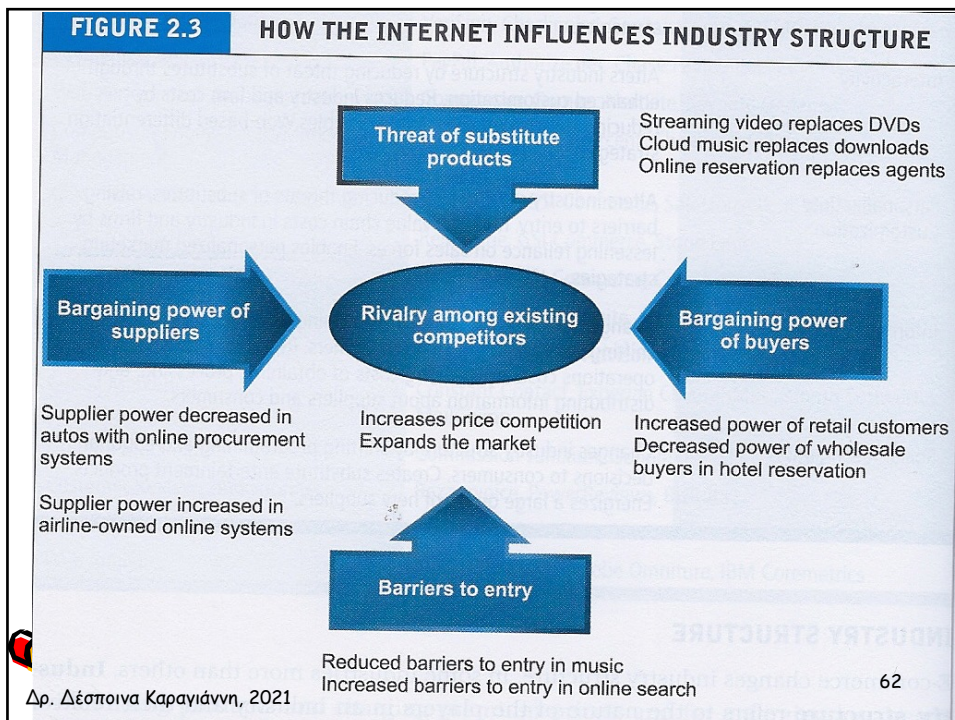 FIGURE 2.3 HOW THE INTERNET INFLUENCES INDUSTRY STRUCTURE
Threat of substitute
products
Streaming video replaces DVDs
Cloud music replaces downloads
Online reservation replaces agents
Bargaining power of
suppliers
Rivalry among existing
competitors
Bargaining power
of buyers
Supplier power decreased in
autos with online procurement
systems
Supplier power increased in
airline-owned online systems
Increases price competition
Expands the market
Increased power of retail customers
Decreased power of wholesale
buyers in hotel reservation
Barriers to entry
Reduced barriers to entry in music
Increased barriers to entry in online search
INDUSTRY STRUCTURE
Δρ. Δέσποινα Καραγιάννη, 2021
62